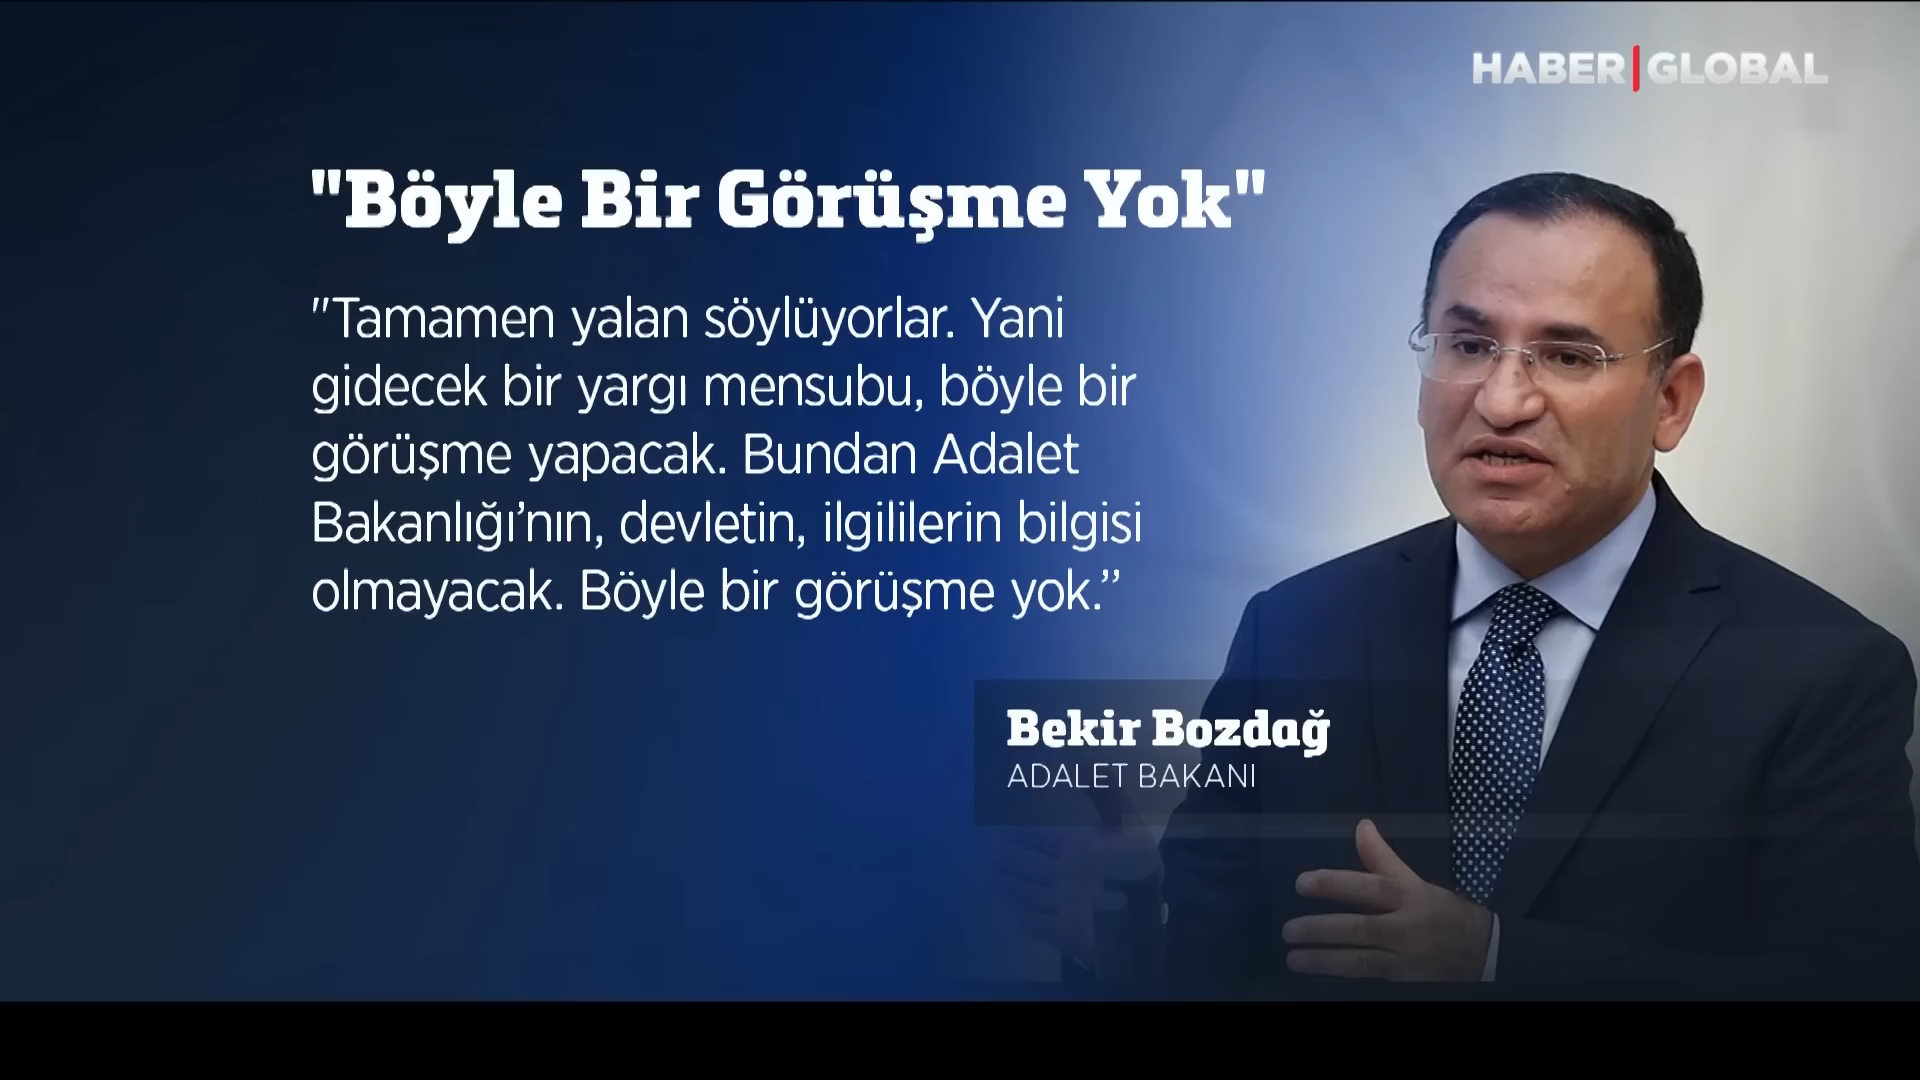 HABER|GLOBAL
"Böyle Bir Görüşme Yok"
"Tamamen yalan söylüyorlar. Yani
gidecek bir yargı mensubu, böyle bir
görüşme yapacak. Bundan Adalet
Bakanlığı’nın, devletin, ilgililerin bilgisi
olmayacak. Böyle bir görüşme yok.”
Bekir Bozdağ
ADALET BAKANI